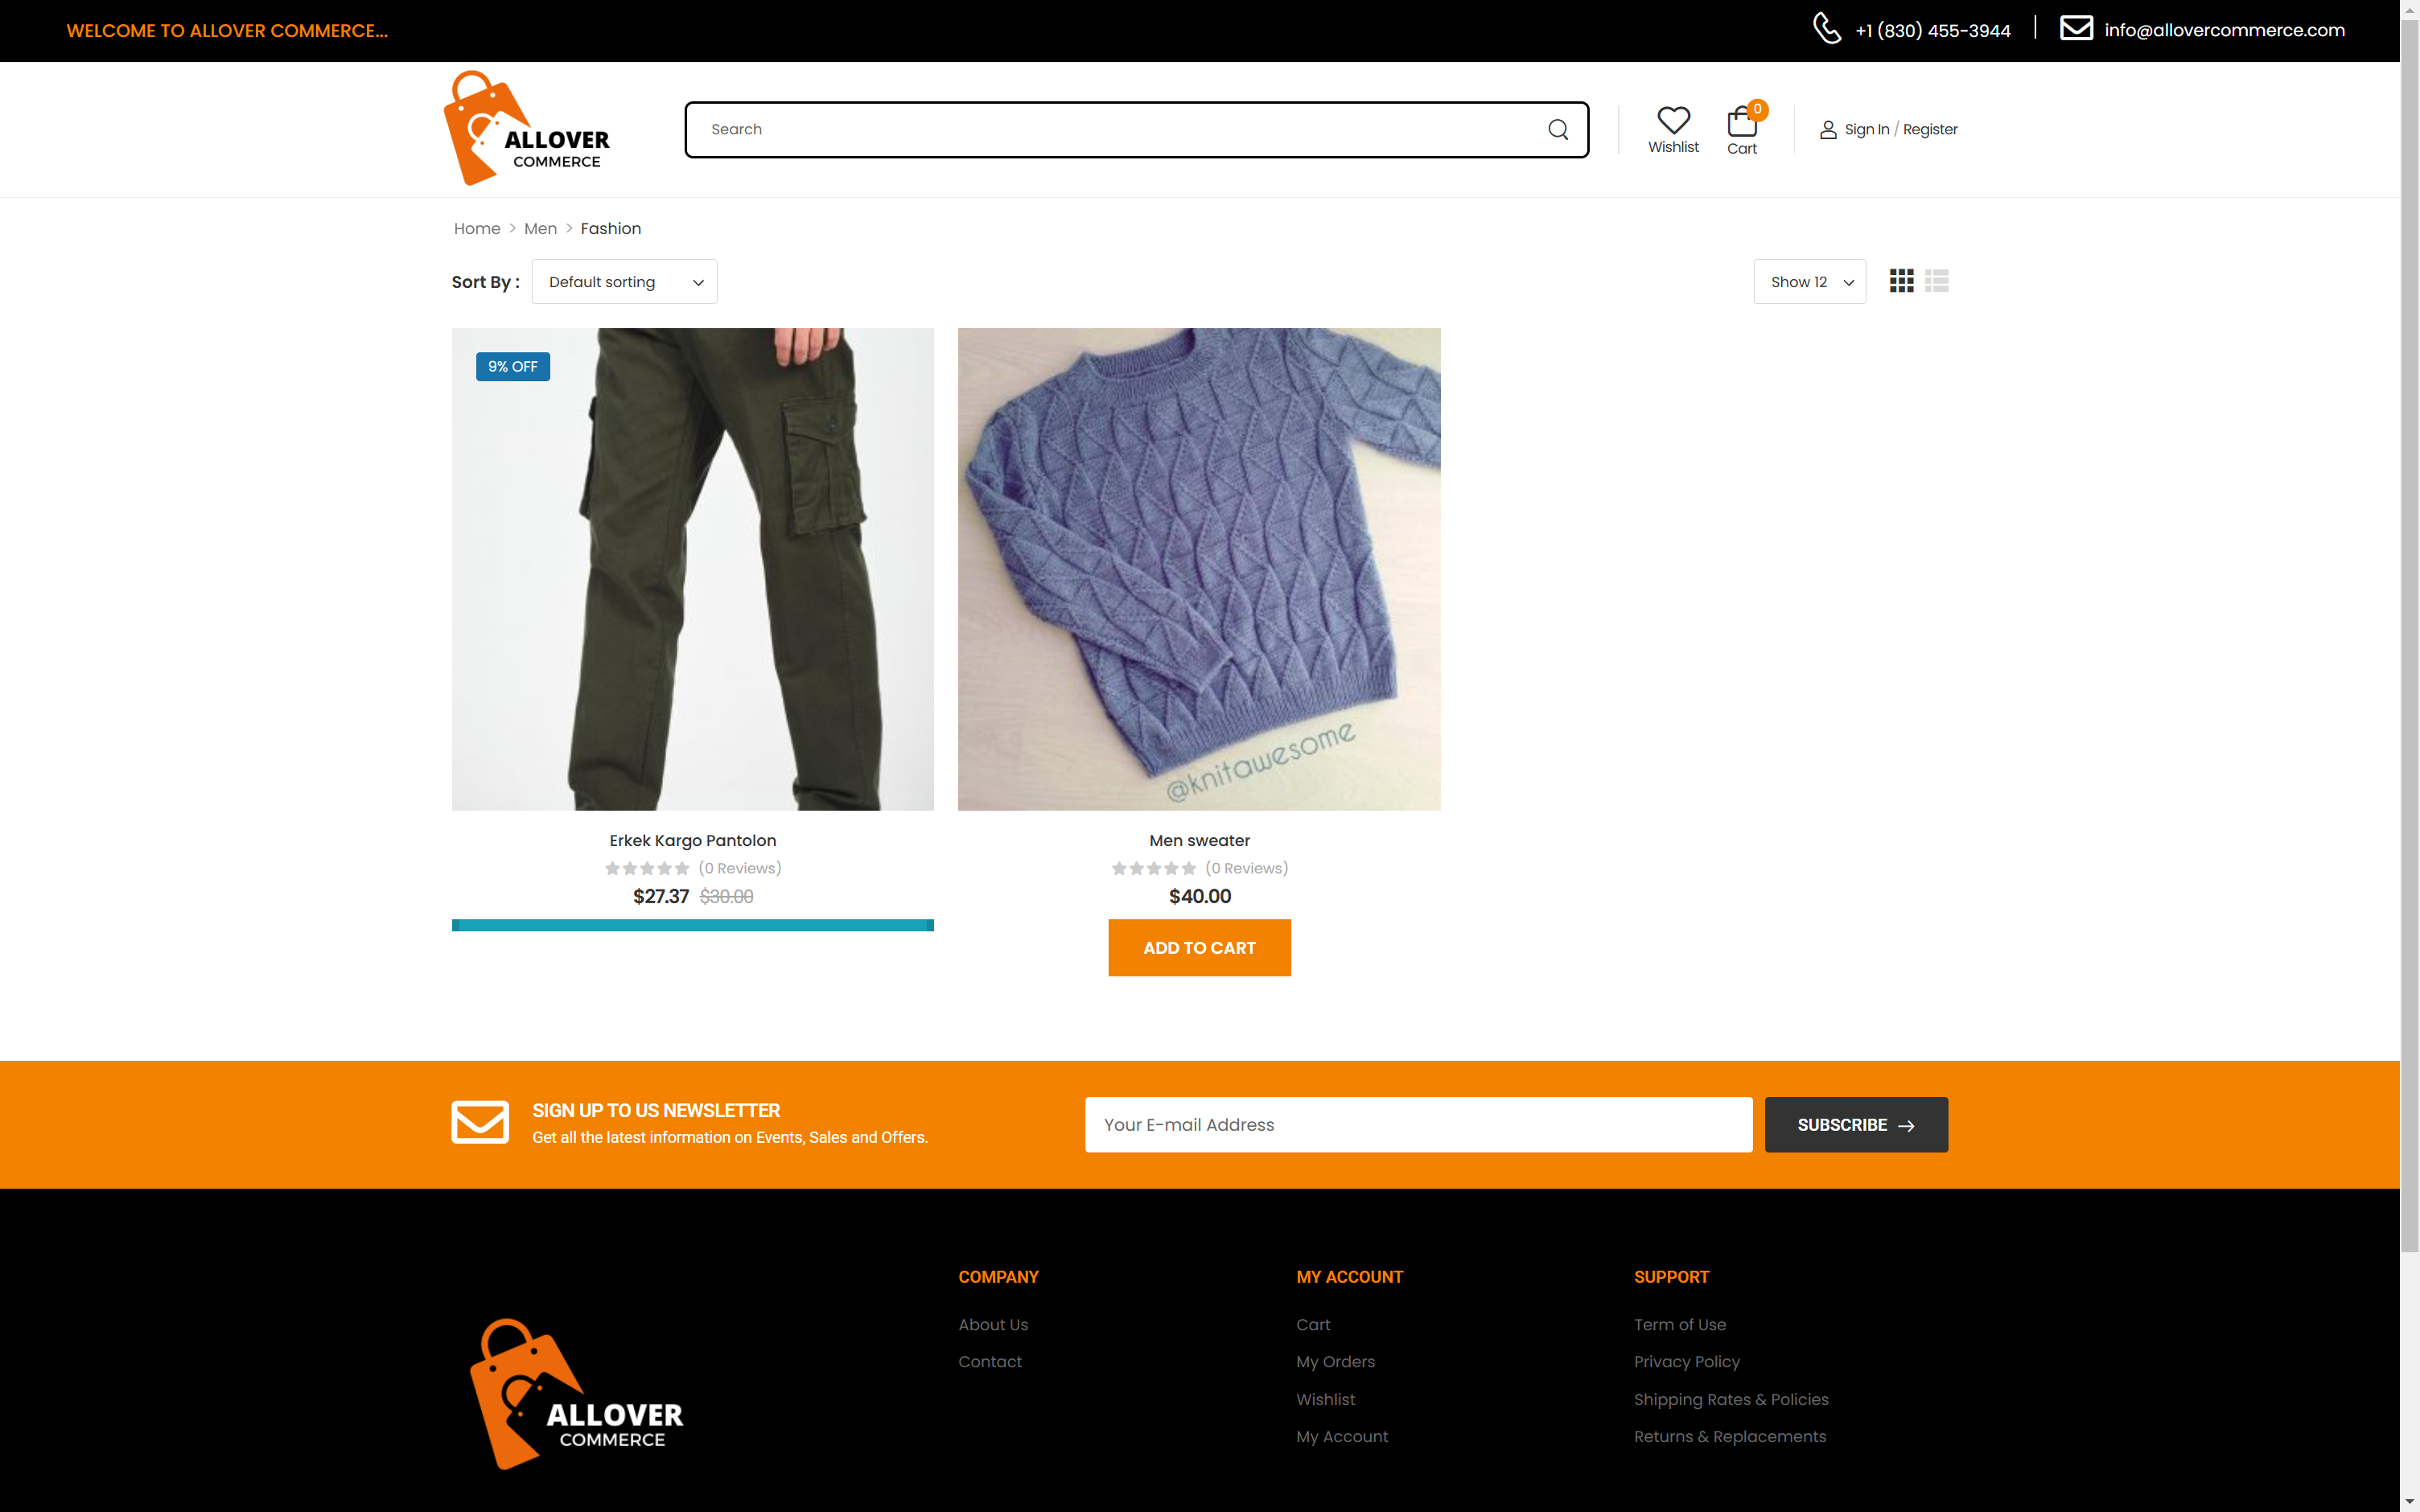 WELCOME TO ALLOVER COMMERCE...
+1 (830) 455-3944
info@allovercommerce.com
ALLOVER
COMMERCE
Search
Wishlist
0
Cart
Sign In / Register
Home > Men > Fashion
Sort By :
Default sorting
Show 12
9% OFF
@knitawesome
Erkek Kargo Pantolon
(0 Reviews)
$27.37 $30.00
Men sweater
(0 Reviews)
$40.00
ADD TO CART
SIGN UP TO US NEWSLETTER
Get all the latest information on Events, Sales and Offers.
Your E-mail Address
SUBSCRIBE
ALLOVER
COMMERCE
COMPANY
About Us
Contact
MY ACCOUNT
Cart
My Orders
Wishlist
My Account
SUPPORT
Term of Use
Privacy Policy
Shipping Rates & Policies
Returns & Replacements